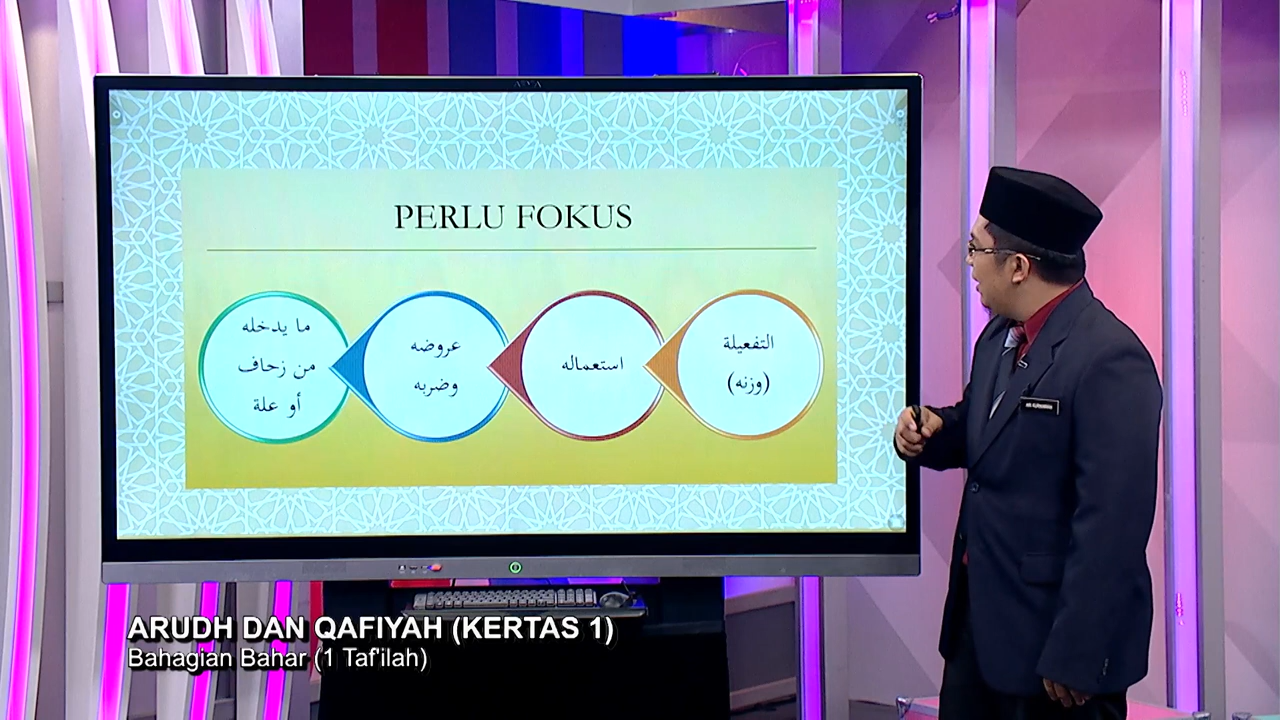 PERLU FOKUS
التفعيلة
(وزنه)
استعماله
عروضه
وضربه
ما يدخله
من زحاف
أو علة
ARUDH DAN QAFIYAH (KERTAS 1)
Bahagian Bahar (1 Taf'ilah)